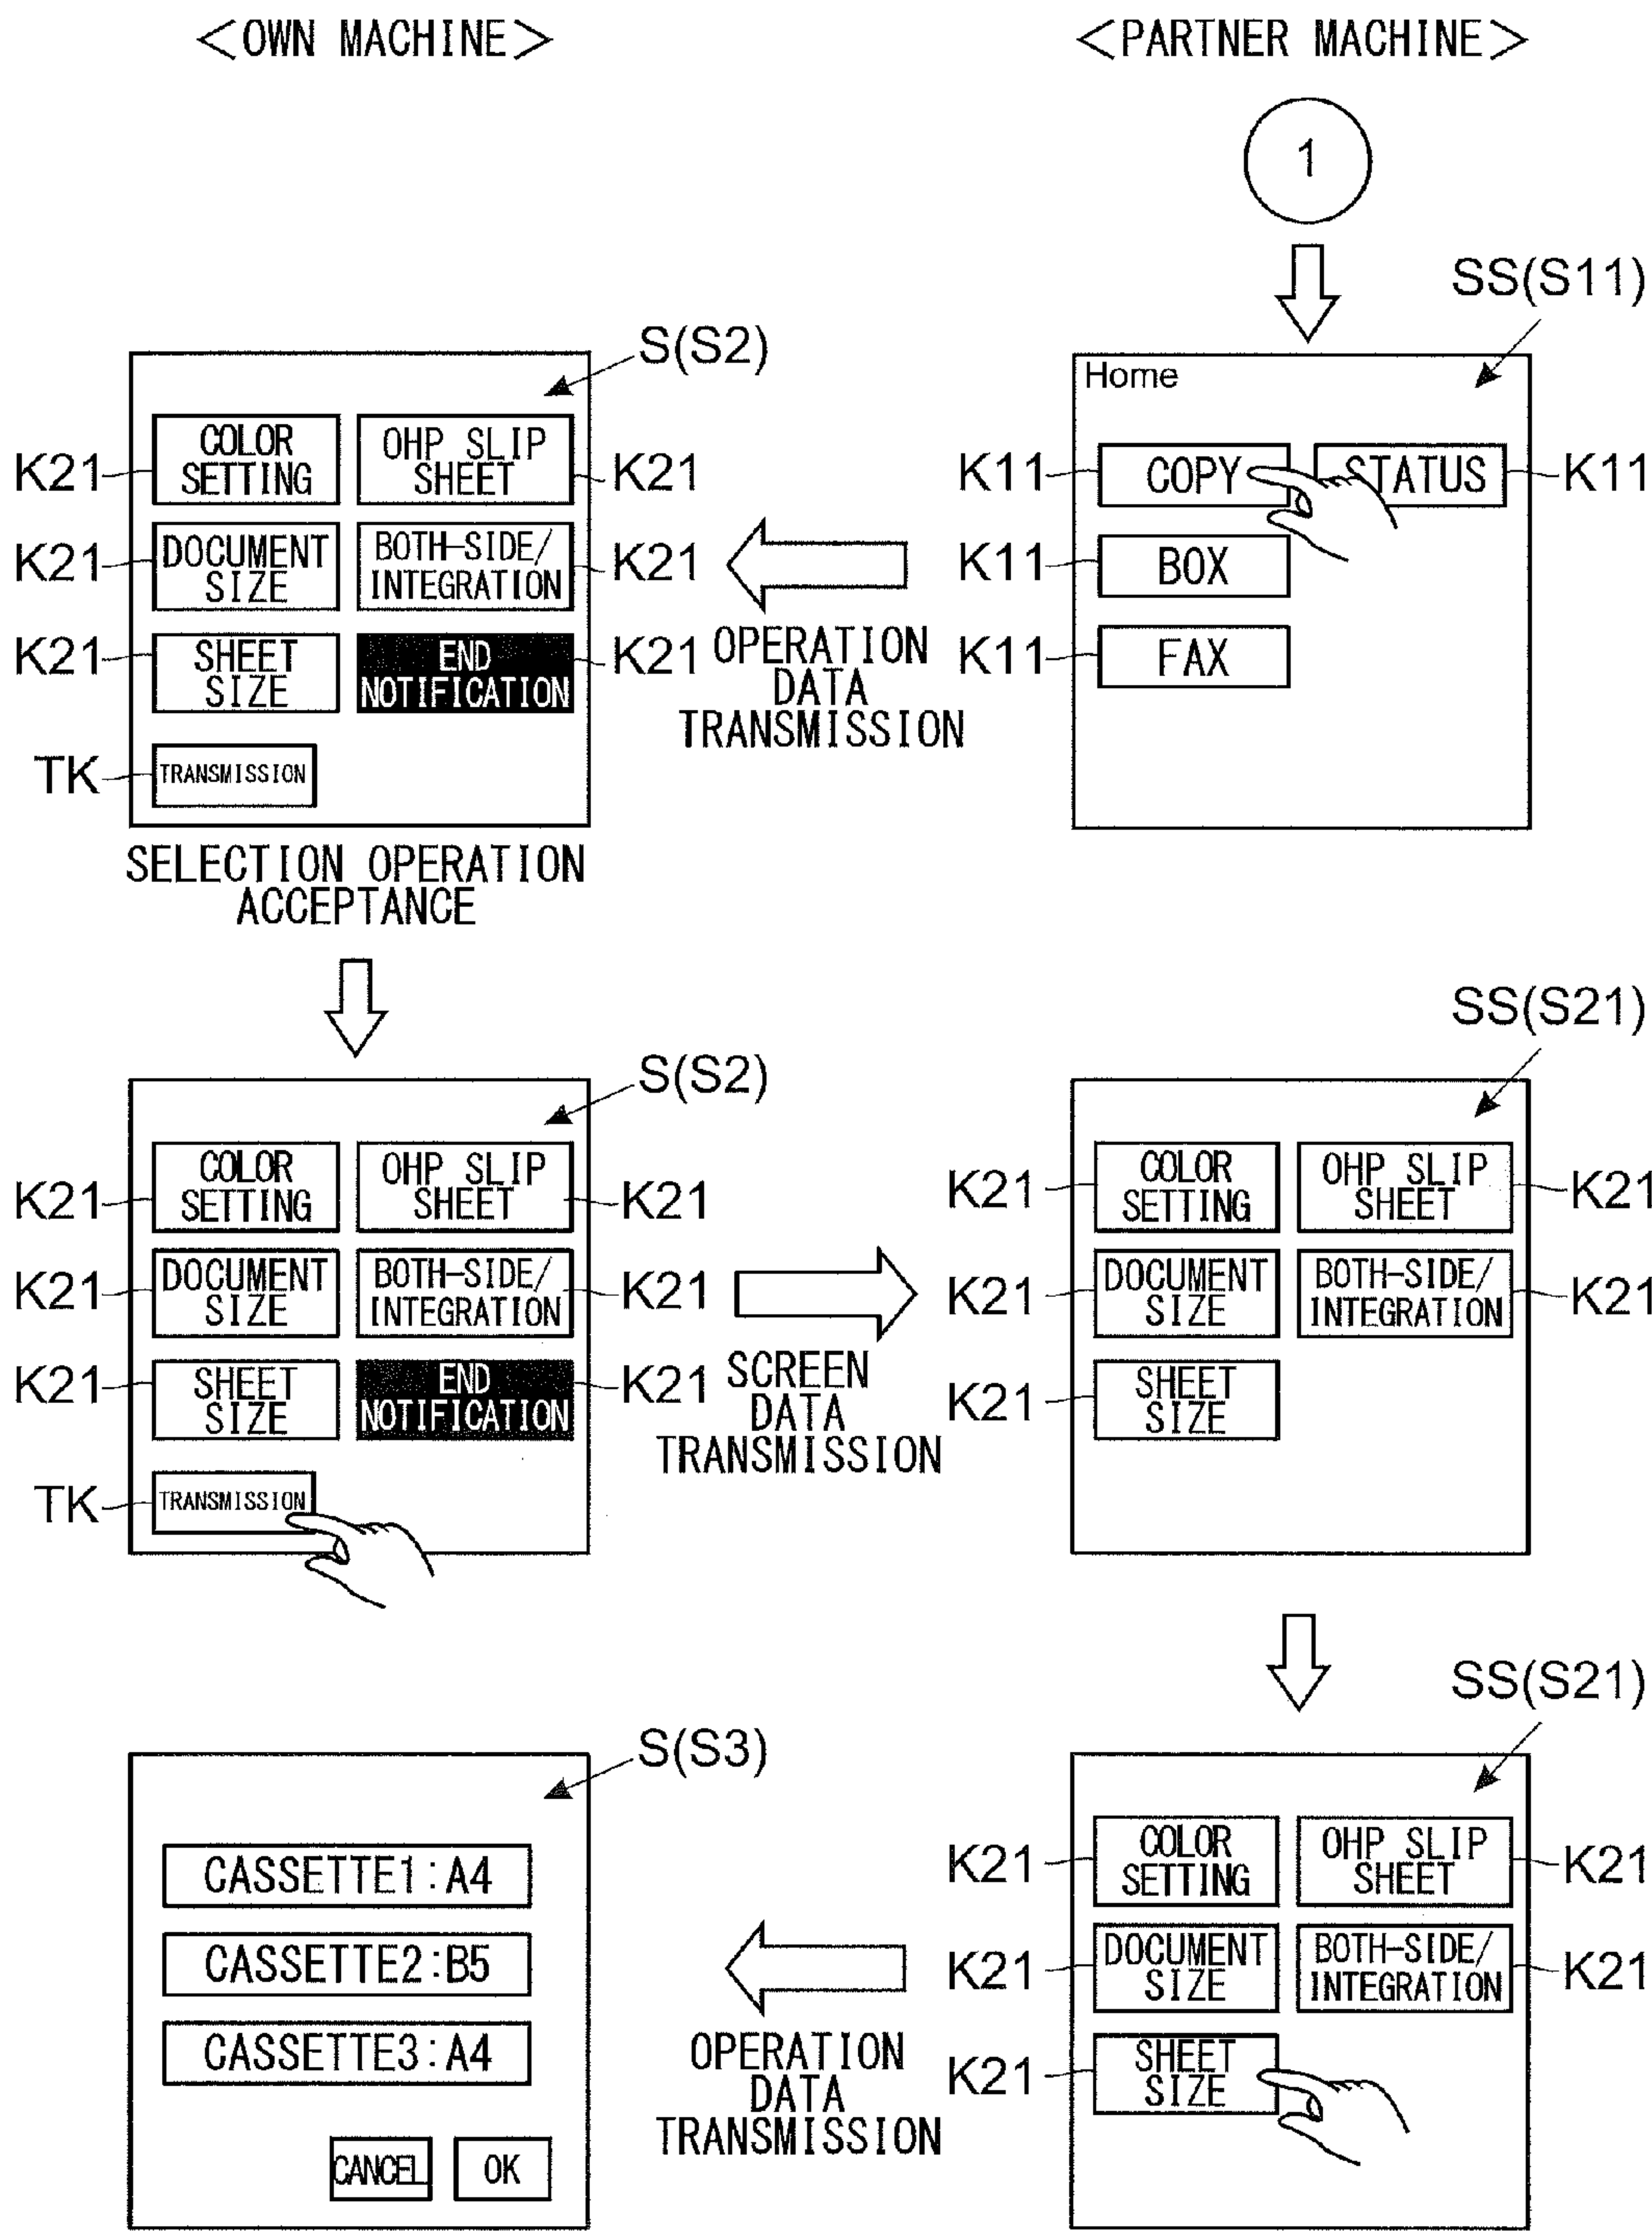 <OWN MACHINE>
<PARTNER MACHINE>
1
SS(S11)
S(S2)
Home
COLOR
SETTING
OHP SLIP
SHEET
K21
K21
K11
COPY
STATUS
K11
DOCUMENT
SIZE
BOTH-SIDE/
INTEGRATION
K21
K21
K11
BOX
SHEET
SIZE
END
NOTIFICATION
K21
K21
OPERATION
DATA
TRANSMISSION
K11
FAX
TK
TRANSMISSION
SELECTION OPERATION
ACCEPTANCE
SS(S21)
S(S2)
COLOR
SETTING
OHP SLIP
SHEET
K21
K21
K21
COLOR
SETTING
OHP SLIP
SHEET
K21
DOCUMENT
SIZE
BOTH-SIDE/
INTEGRATION
K21
K21
K21
DOCUMENT
SIZE
BOTH-SIDE/
INTEGRATION
K21
SHEET
SIZE
END
NOTIFICATION
K21
K21
SCREEN
DATA
TRANSMISSION
K21
SHEET
SIZE
TK
TRANSMISSION
SS(S21)
S(S3)
CASSETTE1:A4
K21
COLOR
SETTING
OHP SLIP
SHEET
K21
CASSETTE2:B5
K21
DOCUMENT
SIZE
BOTH-SIDE/
INTEGRATION
K21
CASSETTE3:A4
OPERATION
DATA
TRANSMISSION
K21
SHEET
SIZE
CANCEL
OK